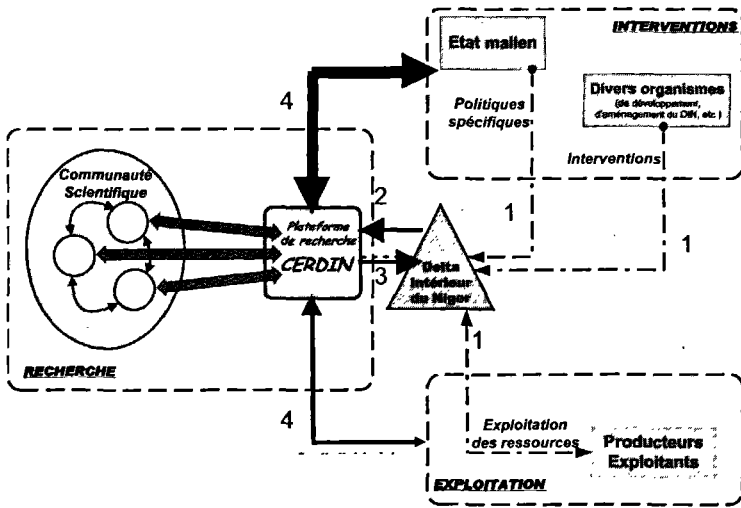 INTERVENTIONS
Etat malien
Divers organismes
(de développement,
d'aménagement du DIN, etc.)
Politiques
spécifiques
Interventions
4
1
1
Communauté
Scientifique
Plateforme
de recherche
CERDIN
2
3
Delta
Intérieur
du Niger
1
RECHERCHE
4
Exploitation
des ressources
Producteurs
Exploitants
EXPLOITATION